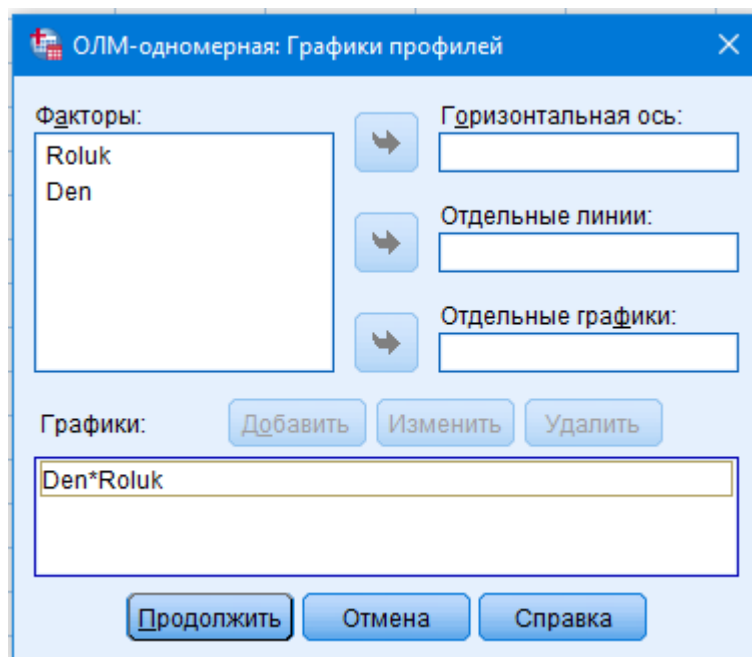 ОЛМ-одномерная: Графики профилей
Факторы:
Roluk
Den
Горизонтальная ось:
Отдельные линии:
Отдельные графики:
Графики:
Добавить
Изменить
Удалить
Den*Roluk
Продолжить
Отмена
Справка